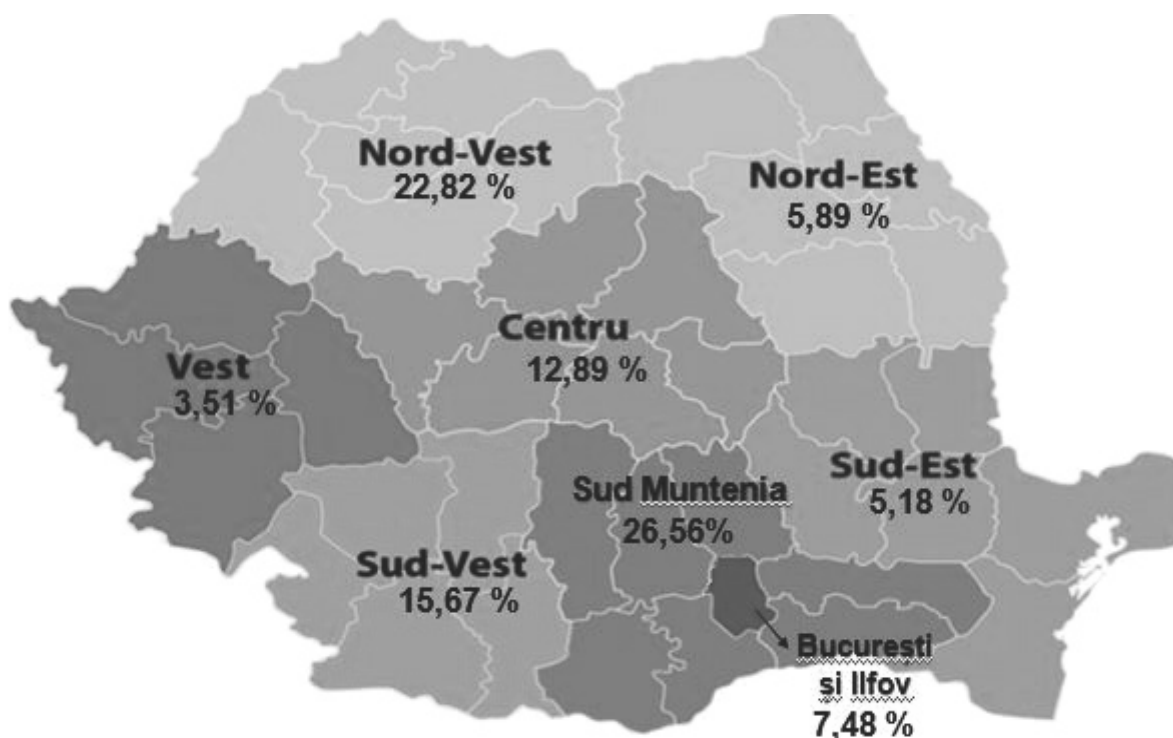 Nord-Vest
22,82 %
Nord-Est
5,89 %
Centru
12,89 %
Vest
3,51 %
Sud-Est
5,18 %
Sud Muntenia
26,56%
Sud-Vest
15,67 %
Bucuresti
si Ilfov
7,48 %